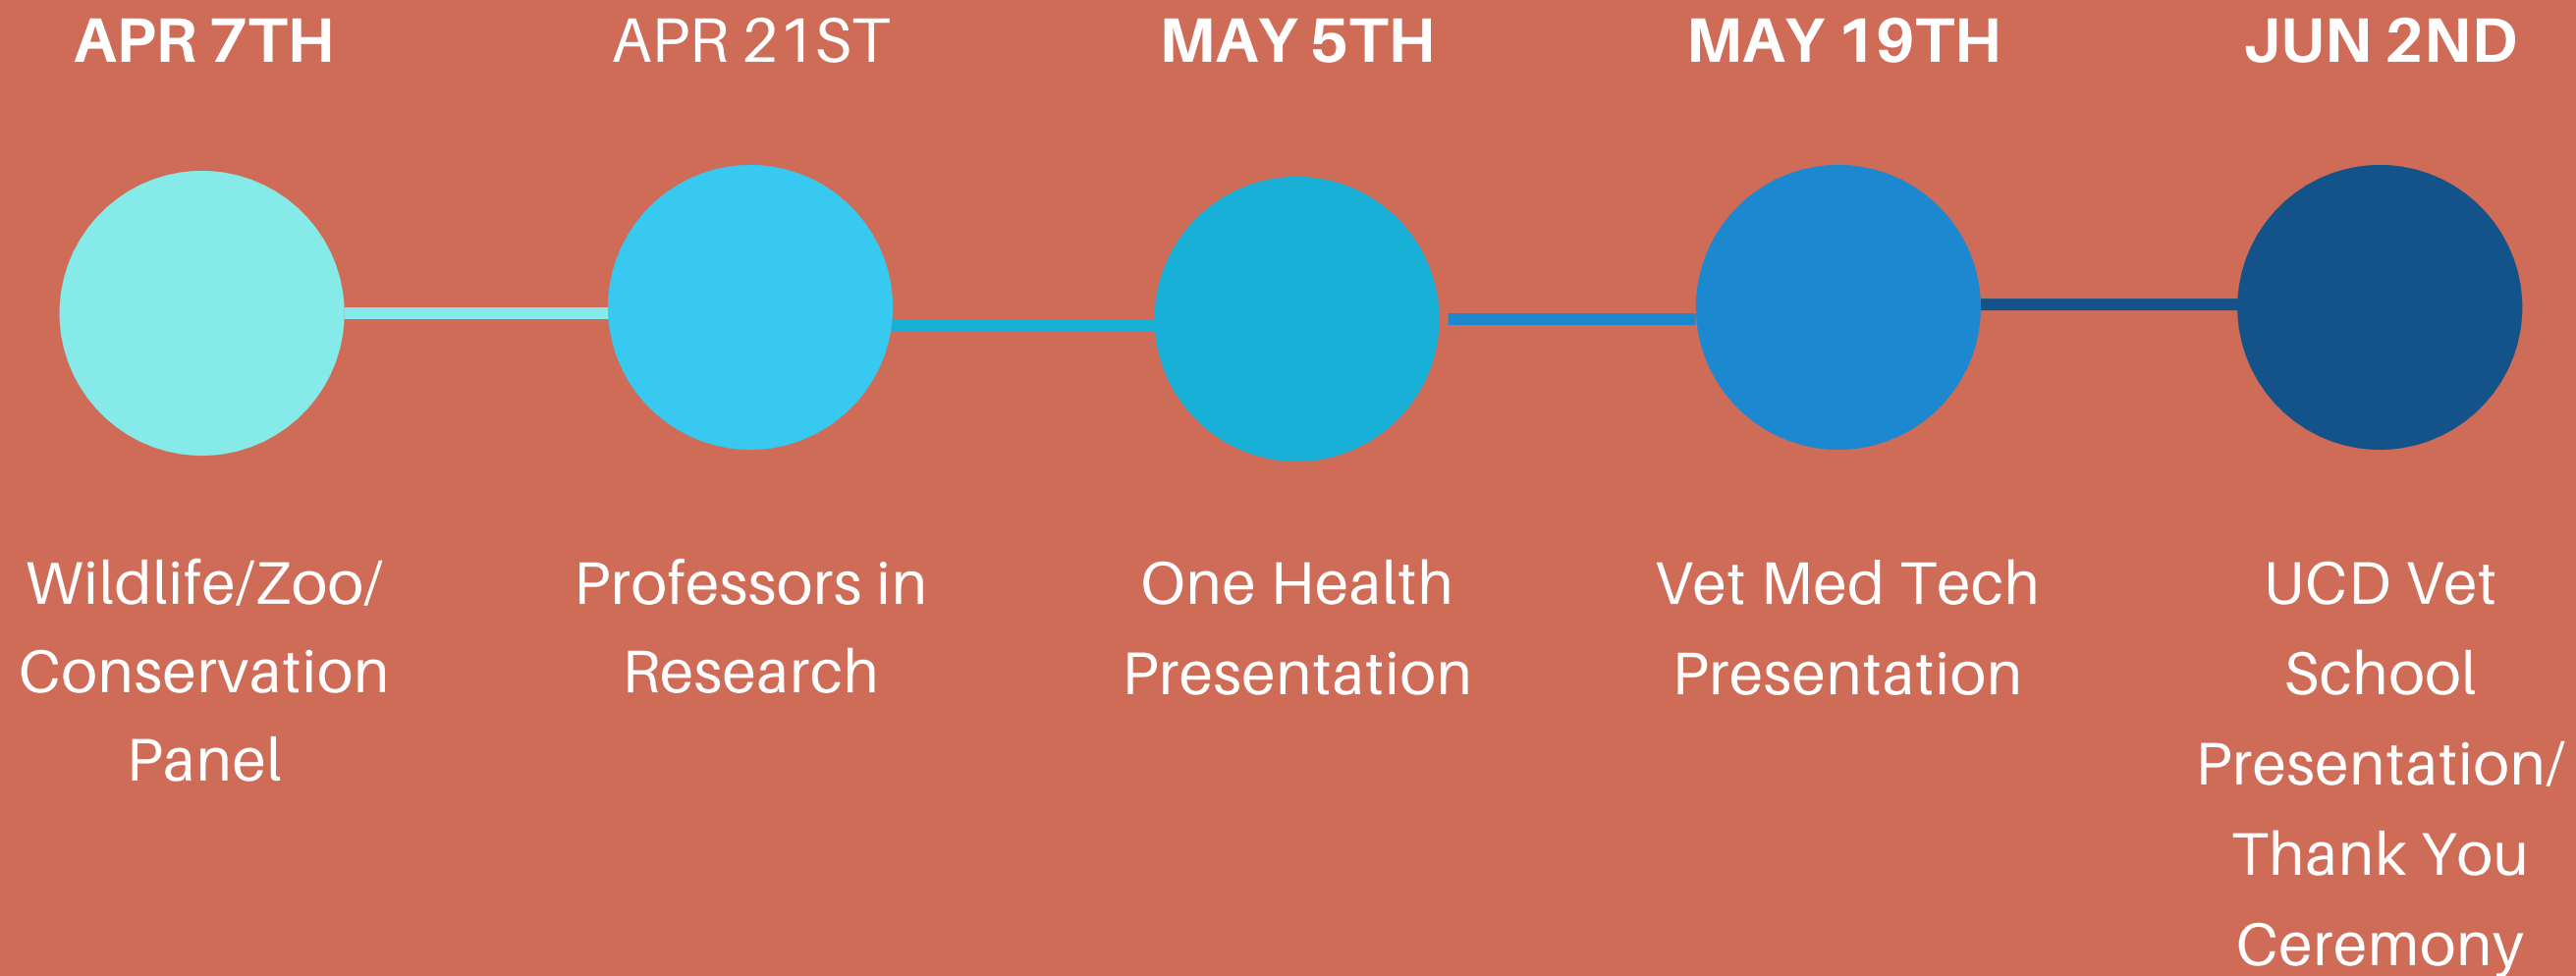 APR 7TH
APR 21ST
MAY 5TH
MAY 19TH
JUN 2ND
Wildlife/Zoo/
Conservation
Panel
Professors in
Research
One Health
Presentation
Vet Med Tech
Presentation
UCD Vet
School
Presentation/
Thank You
Ceremony